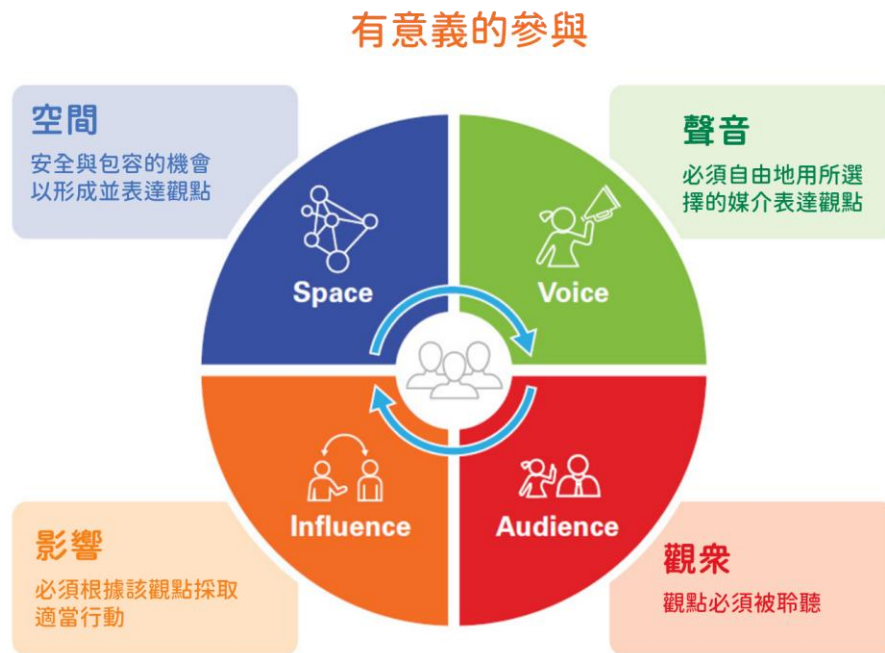 有意義的參與
空間
安全與包容的機會
以形成並表達觀點
聲音
必須自由地用所選
擇的媒介表達觀點
Space
Voice
Influence
Audience
影響
必須根據該觀點採取
適當行動
觀眾
觀點必須被聆聽